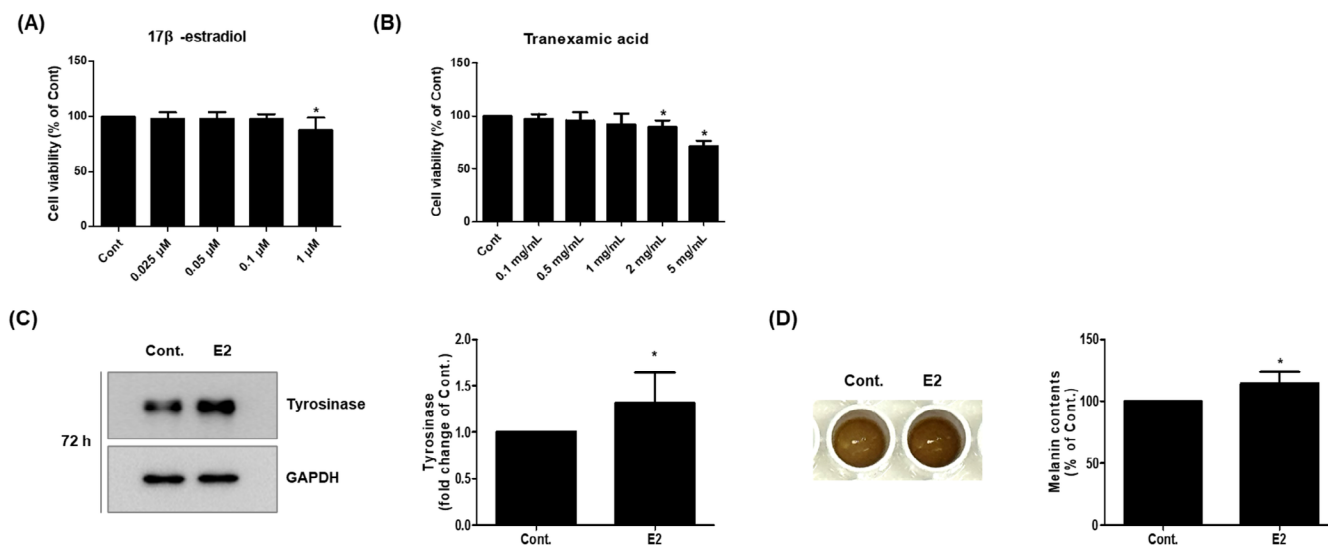 (A)
17β -estradiol
Cell viability (% of Cont)
150
100
50
0
Cont
0.025 µM
0.05 µM
0.1 µM
1 µM
*
(B)
Tranexamic acid
Cell viability (% of Cont)
150
100
50
0
Cont
0.1 mg/mL
0.5 mg/mL
1 mg/mL
2 mg/mL
5 mg/mL
*
*
(C)
Cont.
E2
72 h
Tyrosinase
GAPDH
Tyrosinase
(fold change of Cont.)
2.0
1.5
1.0
0.5
0.0
Cont.
E2
*
(D)
Cont.
E2
Melanin contents
(% of Cont.)
150
100
50
0
Cont.
E2
*